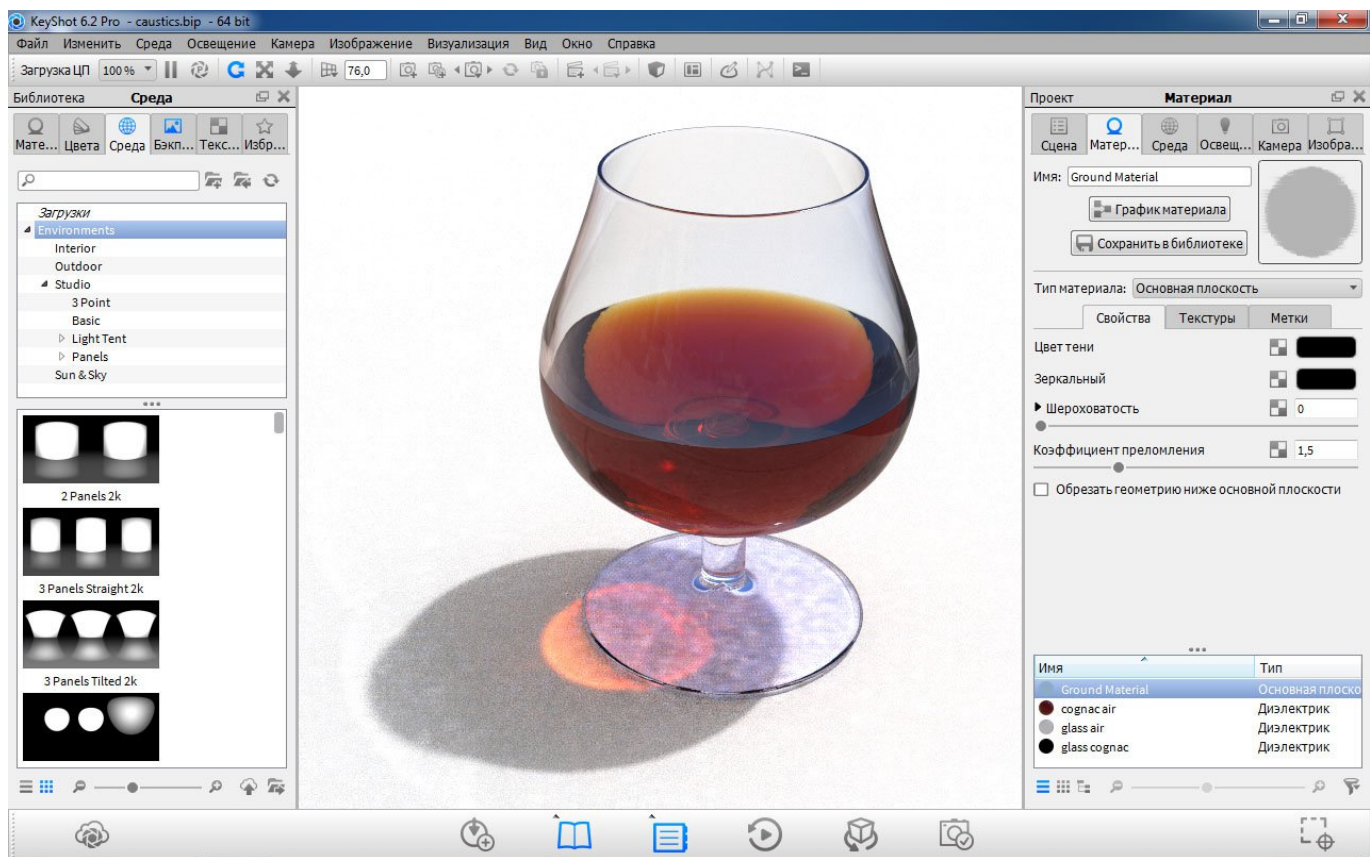 KeyShot 6.2 Pro - caustics.bip - 64 bit
Файл Изменить Среда Освещение Камера Изображение Визуализация Вид Окно Справка
Загрузка ЦП 100 % 76,0
Библиотека Среда
Мате... Цвета Среда Бэкп... Текс... Избр...
Загрузки
Environments
Interior
Outdoor
Studio
3 Point
Basic
Light Tent
Panels
Sun & Sky
2 Panels 2k
3 Panels Straight 2k
3 Panels Tilted 2k
Проект Материал
Сцена Матер... Среда Освещ... Камера Изобра...
Имя: Ground Material
График материала
Сохранить в библиотеке
Тип материала: Основная плоскость
Свойства Текстуры Метки
Цвет тени
Зеркальный
Шероховатость 0
Коэффициент преломления 1,5
Обрезать геометрию ниже основной плоскости
Имя Тип
Ground Material Основная плоско
cognac air Диэлектрик
glass air Диэлектрик
glass cognac Диэлектрик